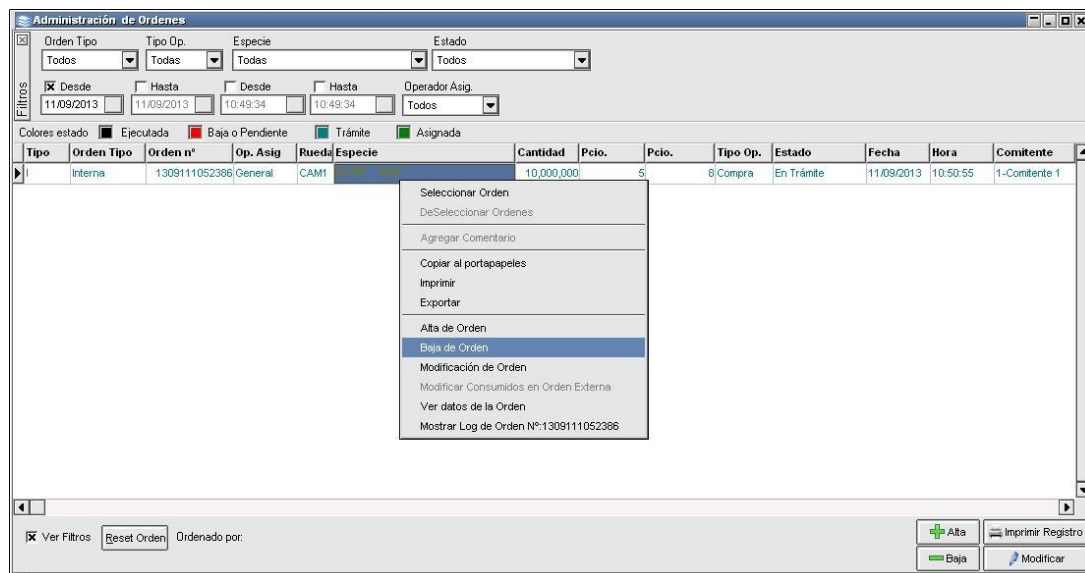 Administración de Ordenes
Orden Tipo Tipo Op. Especie Estado
Todos Todas Todas Todos
Filtros
Desde Hasta Desde Hasta Operador Asig.
11/09/2013 11/09/2013 10:49:34 10:49:34 Todos
Colores estado Ejecutada Baja o Pendiente Trámite Asignada
Tipo Orden Tipo Orden nº Op. Asig Rueda Especie Cantidad Pcio. Pcio. Tipo Op. Estado Fecha Hora Comitente
I Interna 1309111052386 General CAM1 10,000,000 5 8 Compra En Trámite 11/09/2013 10:50:55 1-Comitente 1
Seleccionar Orden
DeSeleccionar Ordenes
Agregar Comentario
Copiar al portapapeles
Imprimir
Exportar
Alta de Orden
Baja de Orden
Modificación de Orden
Modificar Consumidos en Orden Externa
Ver datos de la Orden
Mostrar Log de Orden Nº:1309111052386
Ver Filtros Reset Orden Ordenado por:
Alta Imprimir Registro
Baja Modificar